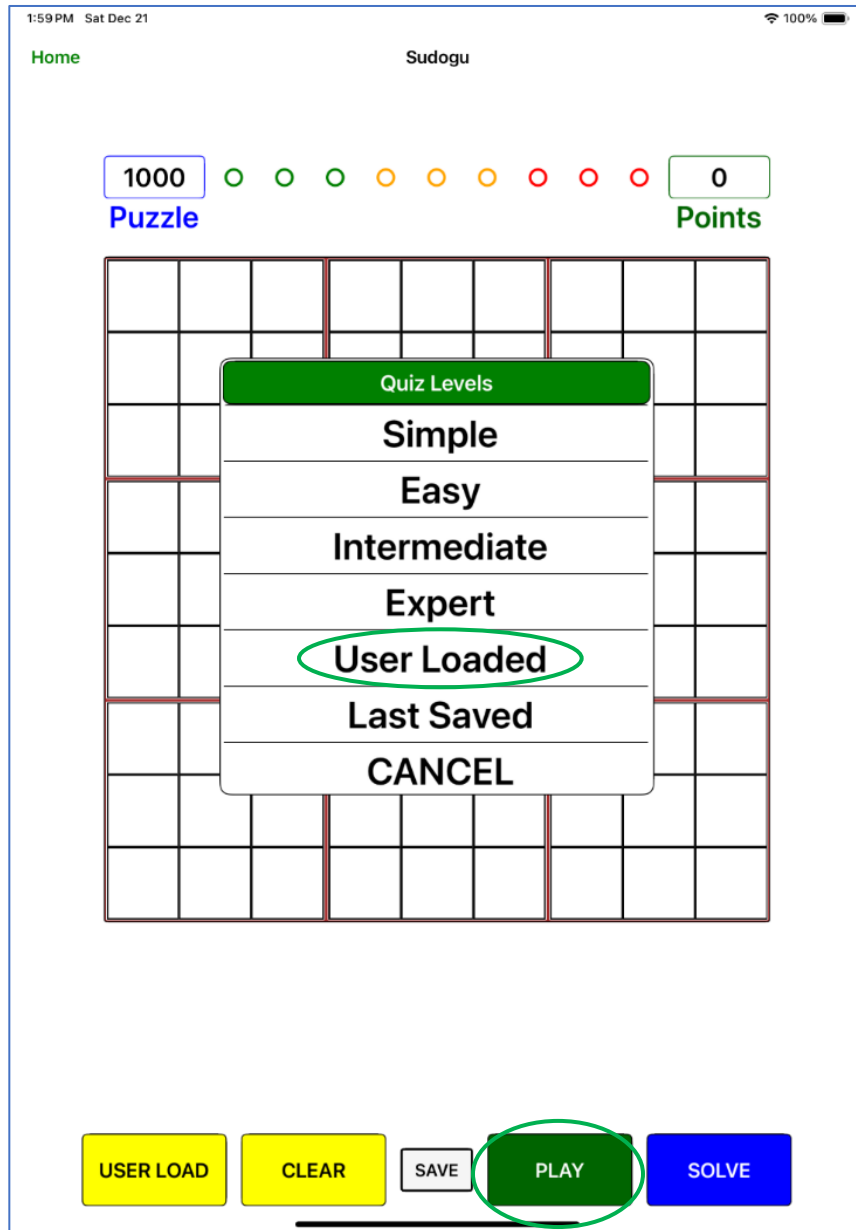 1:59 PM Sat Dec 21 100%
Home Sudogu
1000 0
Puzzle Points
Quiz Levels
Simple
Easy
Intermediate
Expert
User Loaded
Last Saved
CANCEL
USER LOAD CLEAR SAVE PLAY SOLVE